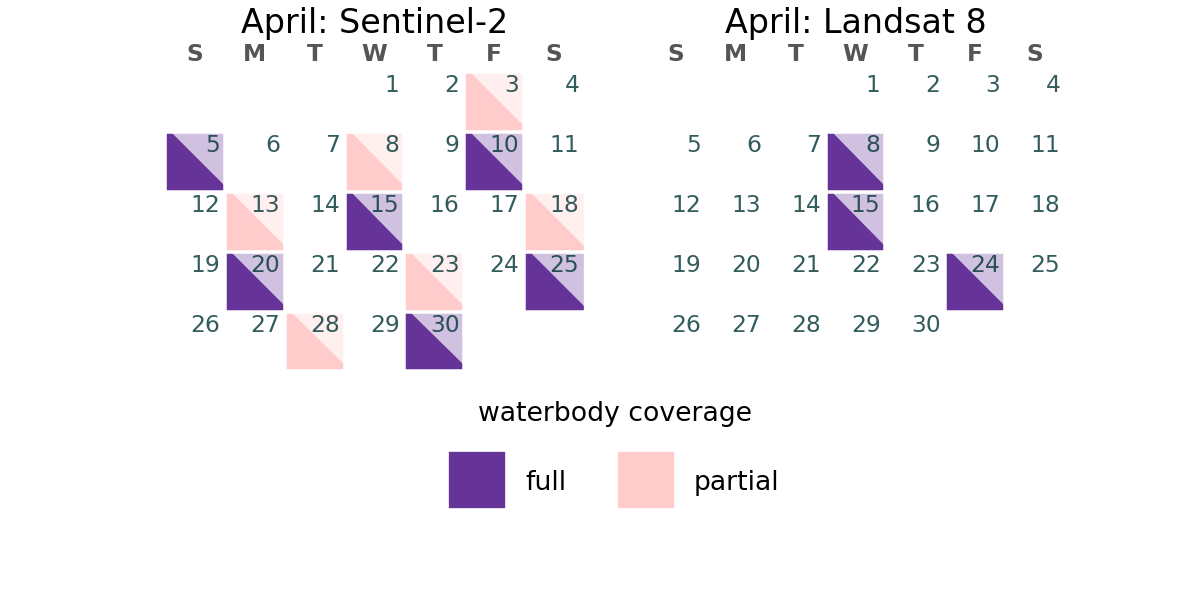 April: Sentinel-2
S M T W T F S
1 2 3 4
5 6 7 8 9 10 11
12 13 14 15 16 17 18
19 20 21 22 23 24 25
26 27 28 29 30
April: Landsat 8
S M T W T F S
1 2 3 4
5 6 7 8 9 10 11
12 13 14 15 16 17 18
19 20 21 22 23 24 25
26 27 28 29 30
waterbody coverage
full partial